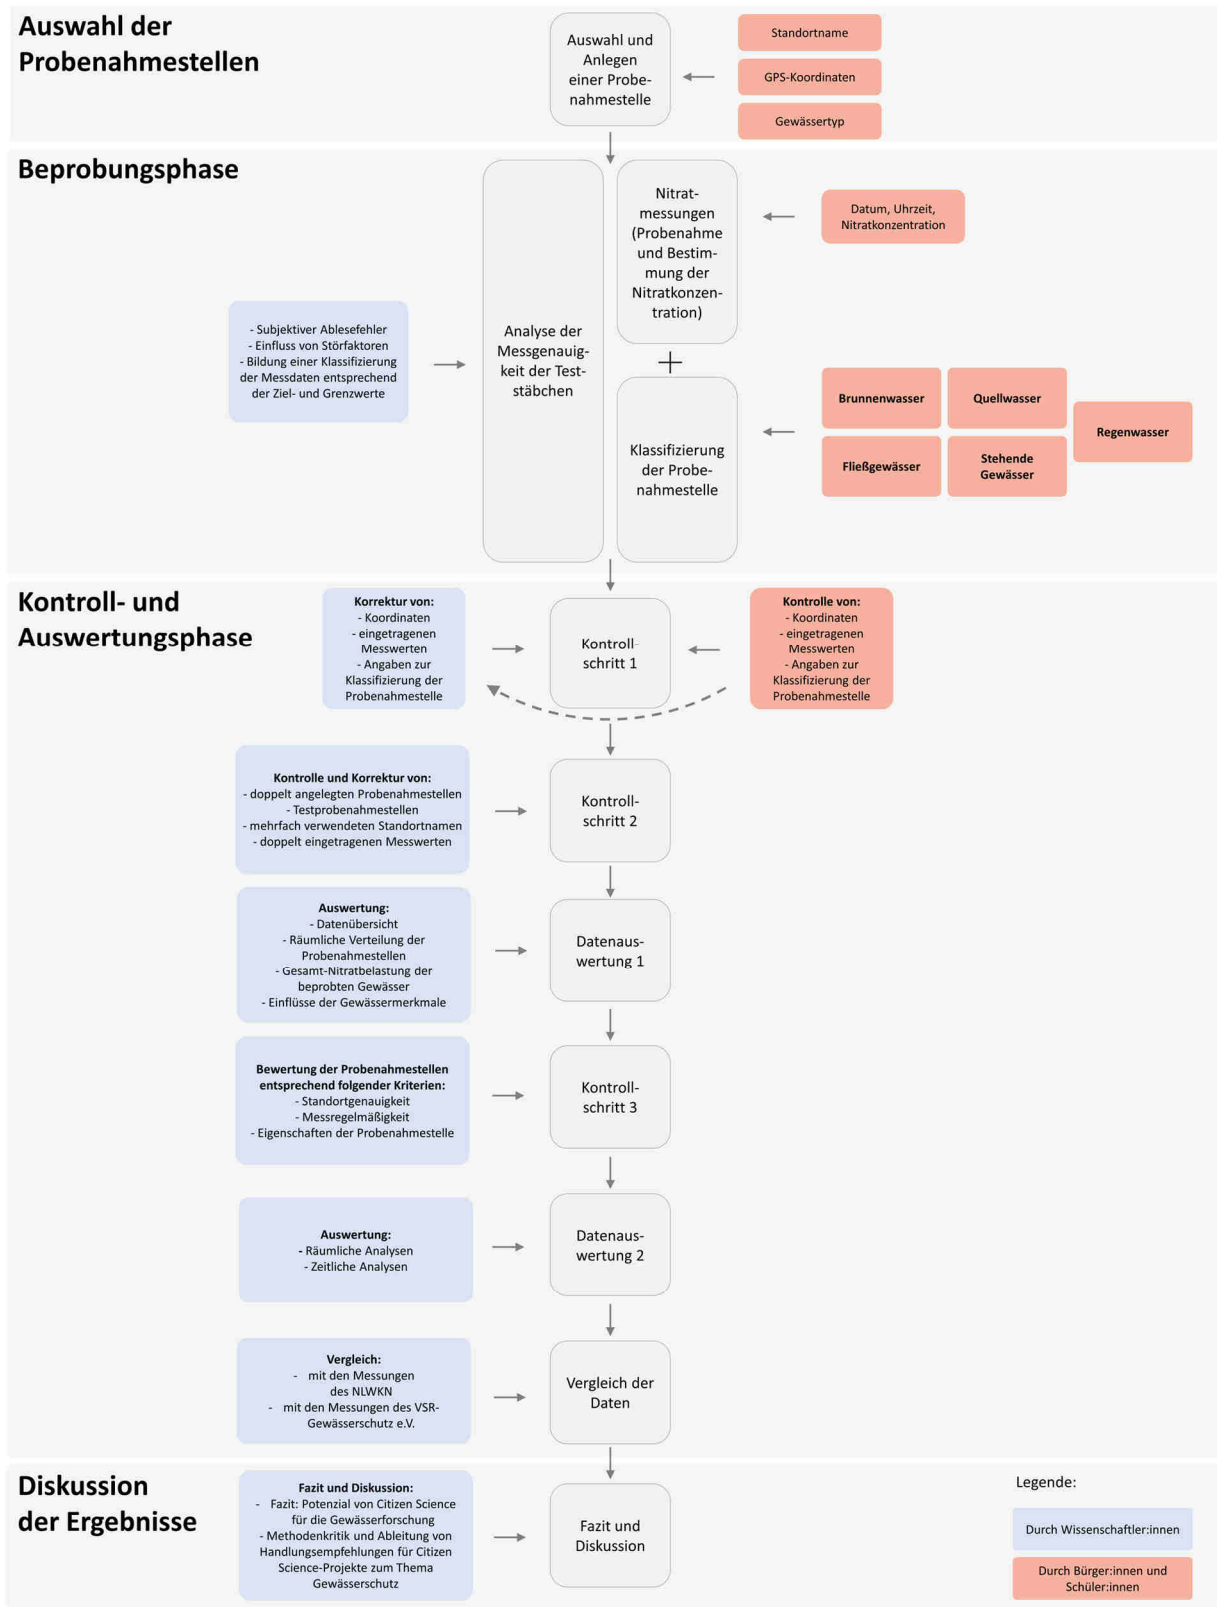 Auswahl der
Probenahmestellen
Auswahl und
Anlegen
einer Probe-
nahmestelle
Standortname
GPS-Koordinaten
Gewässertyp
Beprobungsphase
- Subjektiver Ablesefehler
- Einfluss von Störfaktoren
- Bildung einer Klassifizierung
der Messdaten entsprechend
der Ziel- und Grenzwerte
Analyse der
Messgenauig-
keit der Test-
stäbchen
Nitrat-
messungen
(Probenahme
und Bestim-
mung der
Nitratkonzen-
tration)
+
Klassifizierung
der Probe-
nahmestelle
Datum, Uhrzeit,
Nitratkonzentration
Brunnenwasser
Quellwasser
Regenwasser
Fließgewässer
Stehende
Gewässer
Kontroll- und
Auswertungsphase
Korrektur von:
- Koordinaten
- eingetragenen
Messwerten
- Angaben zur
Klassifizierung der
Probenahmestelle
Kontroll-
schritt 1
Kontrolle von:
- Koordinaten
- eingetragenen
Messwerten
- Angaben zur
Klassifizierung der
Probenahmestelle
Kontrolle und Korrektur von:
- doppelt angelegten Probenahmestellen
- Testprobenahmestellen
- mehrfach verwendeten Standortnamen
- doppelt eingetragenen Messwerten
Kontroll-
schritt 2
Auswertung:
- Datenübersicht
- Räumliche Verteilung der
Probenahmestellen
- Gesamt-Nitratbelastung der
beprobten Gewässer
- Einflüsse der Gewässermerkmale
Datenaus-
wertung 1
Bewertung der Probenahmestellen
entsprechend folgender Kriterien:
- Standortgenauigkeit
- Messregelmäßigkeit
- Eigenschaften der Probenahmestelle
Kontroll-
schritt 3
Auswertung:
- Räumliche Analysen
- Zeitliche Analysen
Datenaus-
wertung 2
Vergleich:
- mit den Messungen
des NLWKN
- mit den Messungen des VSR-
Gewässerschutz e.V.
Vergleich der
Daten
Diskussion
der Ergebnisse
Fazit und Diskussion:
- Fazit: Potenzial von Citizen Science
für die Gewässerforschung
- Methodenkritik und Ableitung von
Handlungsempfehlungen für Citizen
Science-Projekte zum Thema
Gewässerschutz
Fazit und
Diskussion
Legende:
Durch Wissenschaftler:innen
Durch Bürger:innen und
Schüler:innen